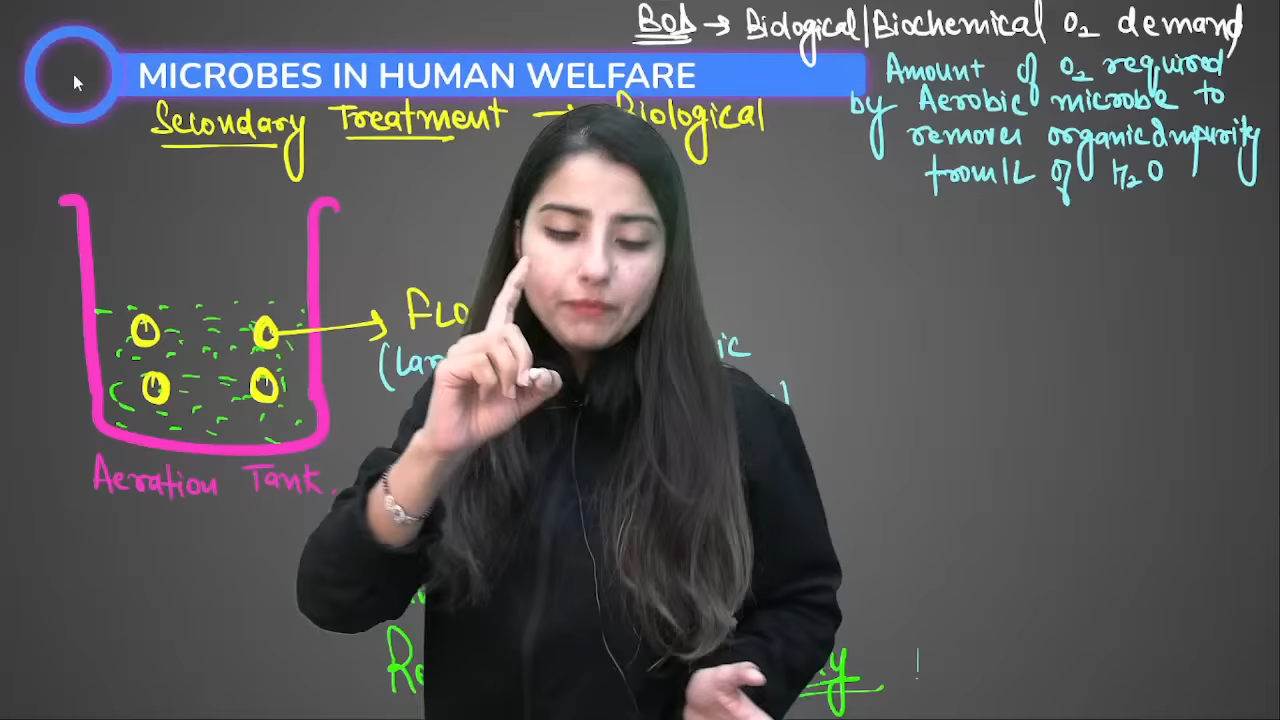 BOD → Biological/Biochemical O₂ demand
MICROBES IN HUMAN WELFARE
Amount of O₂ required
by Aerobic microbe to
removes organic impurity
from 1L of H₂O
Secondary Treatment → Biological
Aeration Tank.